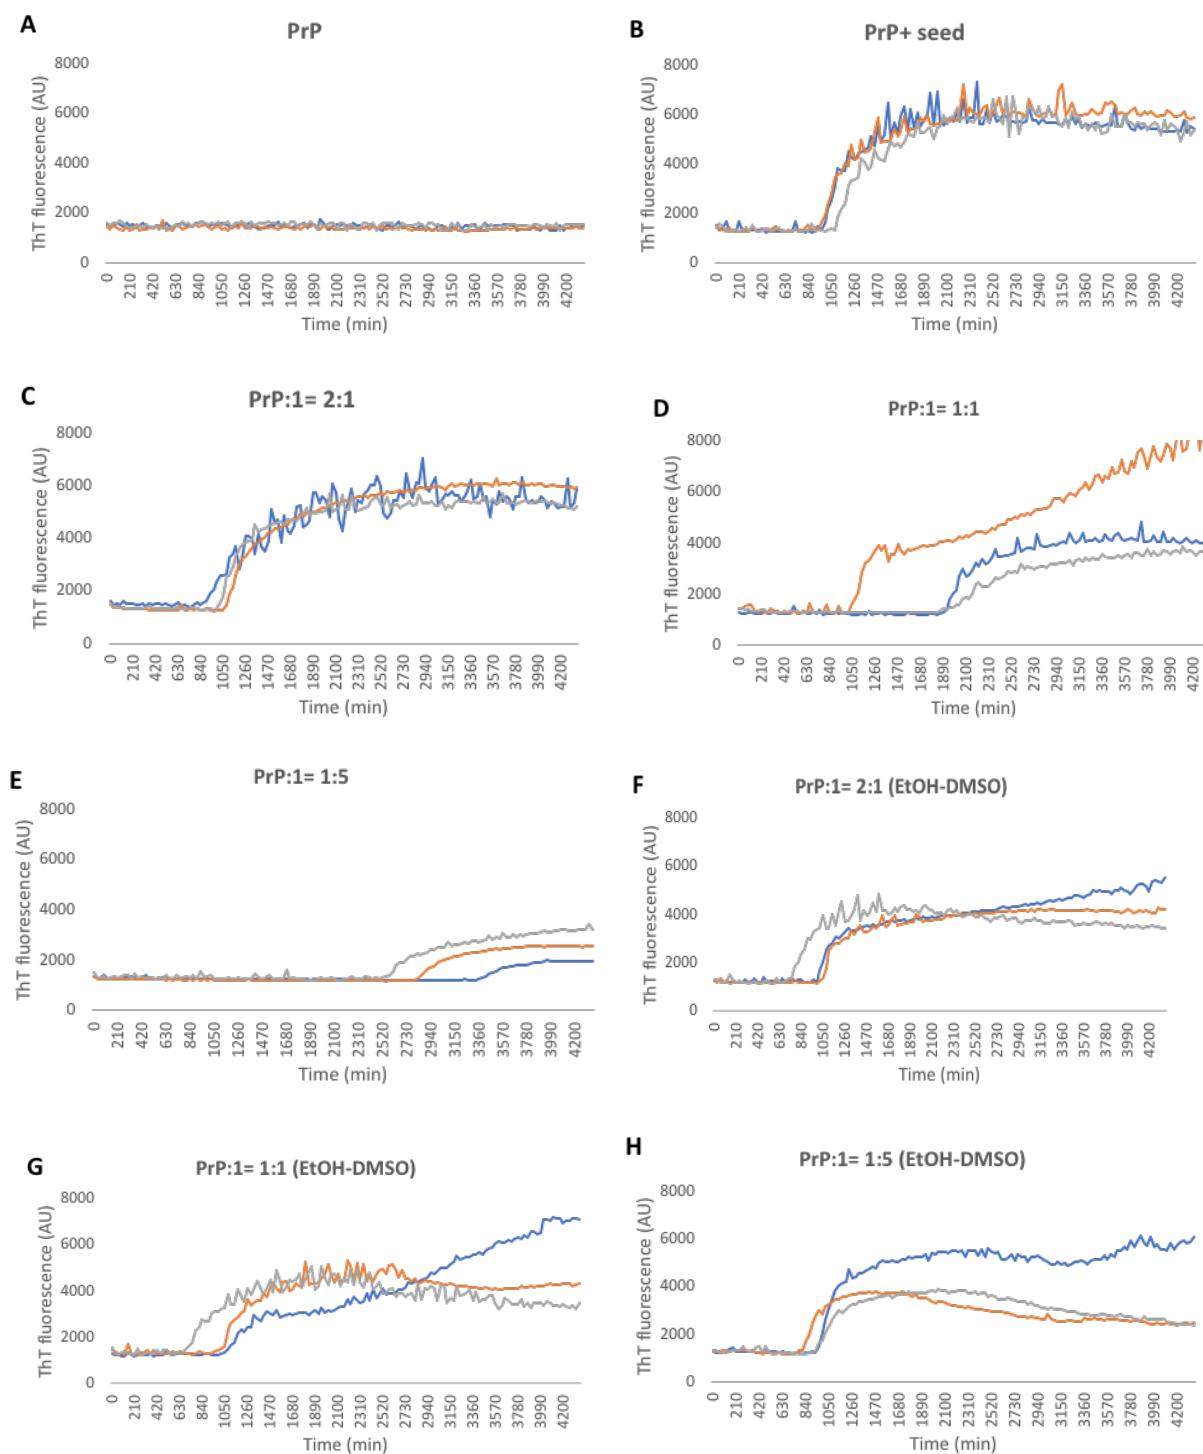 A
PrP
ThT fluorescence (AU)
8000
6000
4000
2000
0
0 210 420 630 840 1050 1260 1470 1680 1890 2100 2310 2520 2730 2940 3150 3360 3570 3780 3990 4200
Time (min)
B
PrP+ seed
ThT fluorescence (AU)
8000
6000
4000
2000
0
0 210 420 630 840 1050 1260 1470 1680 1890 2100 2310 2520 2730 2940 3150 3360 3570 3780 3990 4200
Time (min)
C
PrP:1= 2:1
ThT fluorescence (AU)
8000
6000
4000
2000
0
0 210 420 630 840 1050 1260 1470 1680 1890 2100 2310 2520 2730 2940 3150 3360 3570 3780 3990 4200
Time (min)
D
PrP:1= 1:1
ThT fluorescence (AU)
8000
6000
4000
2000
0
0 210 420 630 840 1050 1260 1470 1680 1890 2100 2310 2520 2730 2940 3150 3360 3570 3780 3990 4200
Time (min)
E
PrP:1= 1:5
ThT fluorescence (AU)
8000
6000
4000
2000
0
0 210 420 630 840 1050 1260 1470 1680 1890 2100 2310 2520 2730 2940 3150 3360 3570 3780 3990 4200
Time (min)
F
PrP:1= 2:1 (EtOH-DMSO)
ThT fluorescence (AU)
8000
6000
4000
2000
0
0 210 420 630 840 1050 1260 1470 1680 1890 2100 2310 2520 2730 2940 3150 3360 3570 3780 3990 4200
Time (min)
G
PrP:1= 1:1 (EtOH-DMSO)
ThT fluorescence (AU)
8000
6000
4000
2000
0
0 210 420 630 840 1050 1260 1470 1680 1890 2100 2310 2520 2730 2940 3150 3360 3570 3780 3990 4200
Time (min)
H
PrP:1= 1:5 (EtOH-DMSO)
ThT fluorescence (AU)
8000
6000
4000
2000
0
0 210 420 630 840 1050 1260 1470 1680 1890 2100 2310 2520 2730 2940 3150 3360 3570 3780 3990 4200
Time (min)